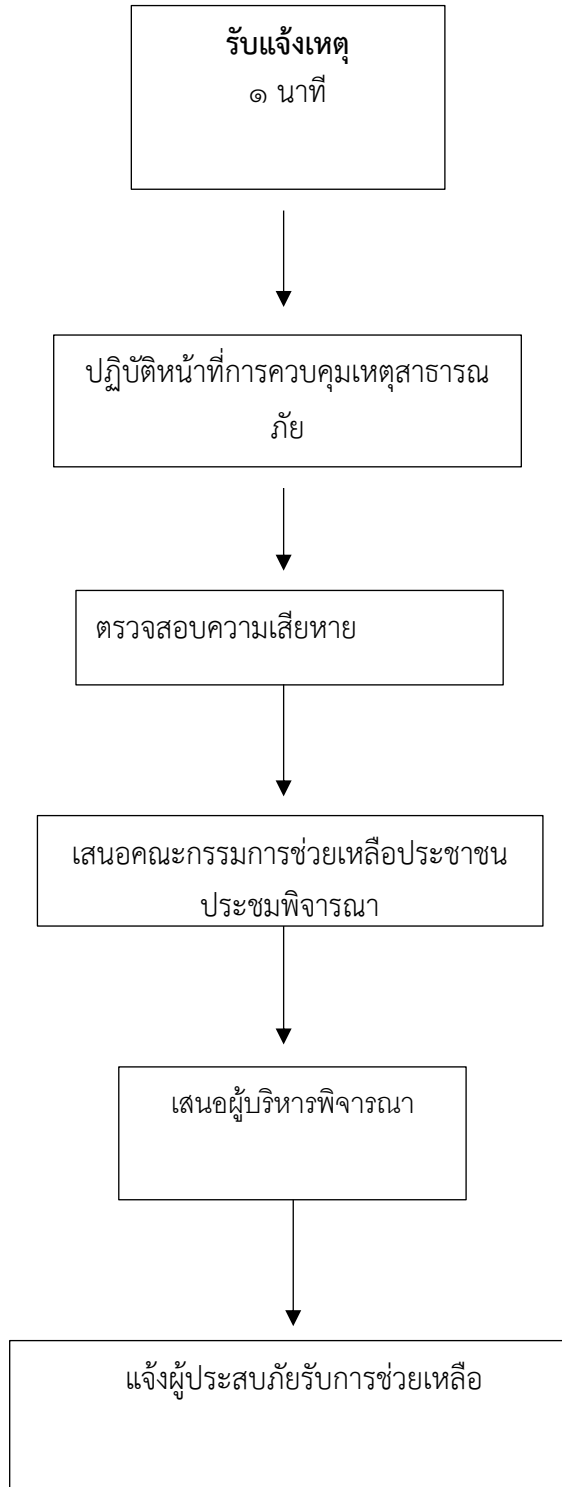 รับแจ้งเหตุ
๑ นาที
ปฏิบัติหน้าที่การควบคุมเหตุสาธารณ
ภัย
ตรวจสอบความเสียหาย
เสนอคณะกรรมการช่วยเหลือประชาชน
ประชมพิจารณา
เสนอผู้บริหารพิจารณา
แจ้งผู้ประสบภัยรับการช่วยเหลือ